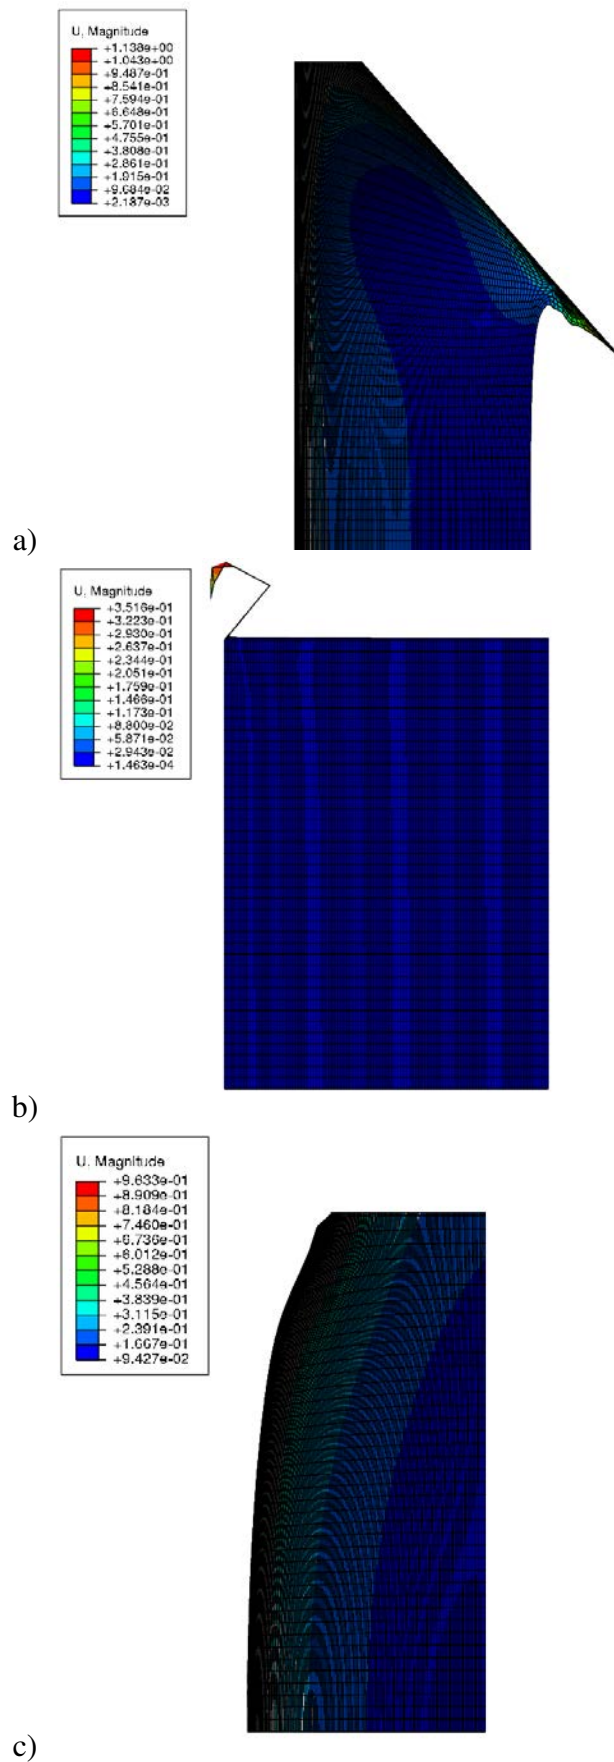 U, Magnitude
+1.138e+00
+1.043e+00
+9.487e-01
+8.541e-01
+7.594e-01
+6.648e-01
+5.701e-01
+4.755e-01
+3.808e-01
+2.861e-01
+1.915e-01
+9.684e-02
+2.187e-03
a)
U, Magnitude
+3.516e-01
+3.223e-01
+2.930e-01
+2.637e-01
+2.344e-01
+2.051e-01
+1.759e-01
+1.466e-01
+1.173e-01
+8.800e-02
+5.871e-02
+2.943e-02
+1.463e-04
b)
U, Magnitude
+9.633e-01
+8.909e-01
+8.184e-01
+7.460e-01
+6.736e-01
+6.012e-01
+5.288e-01
+4.564e-01
+3.839e-01
+3.115e-01
+2.391e-01
+1.667e-01
+9.427e-02
c)